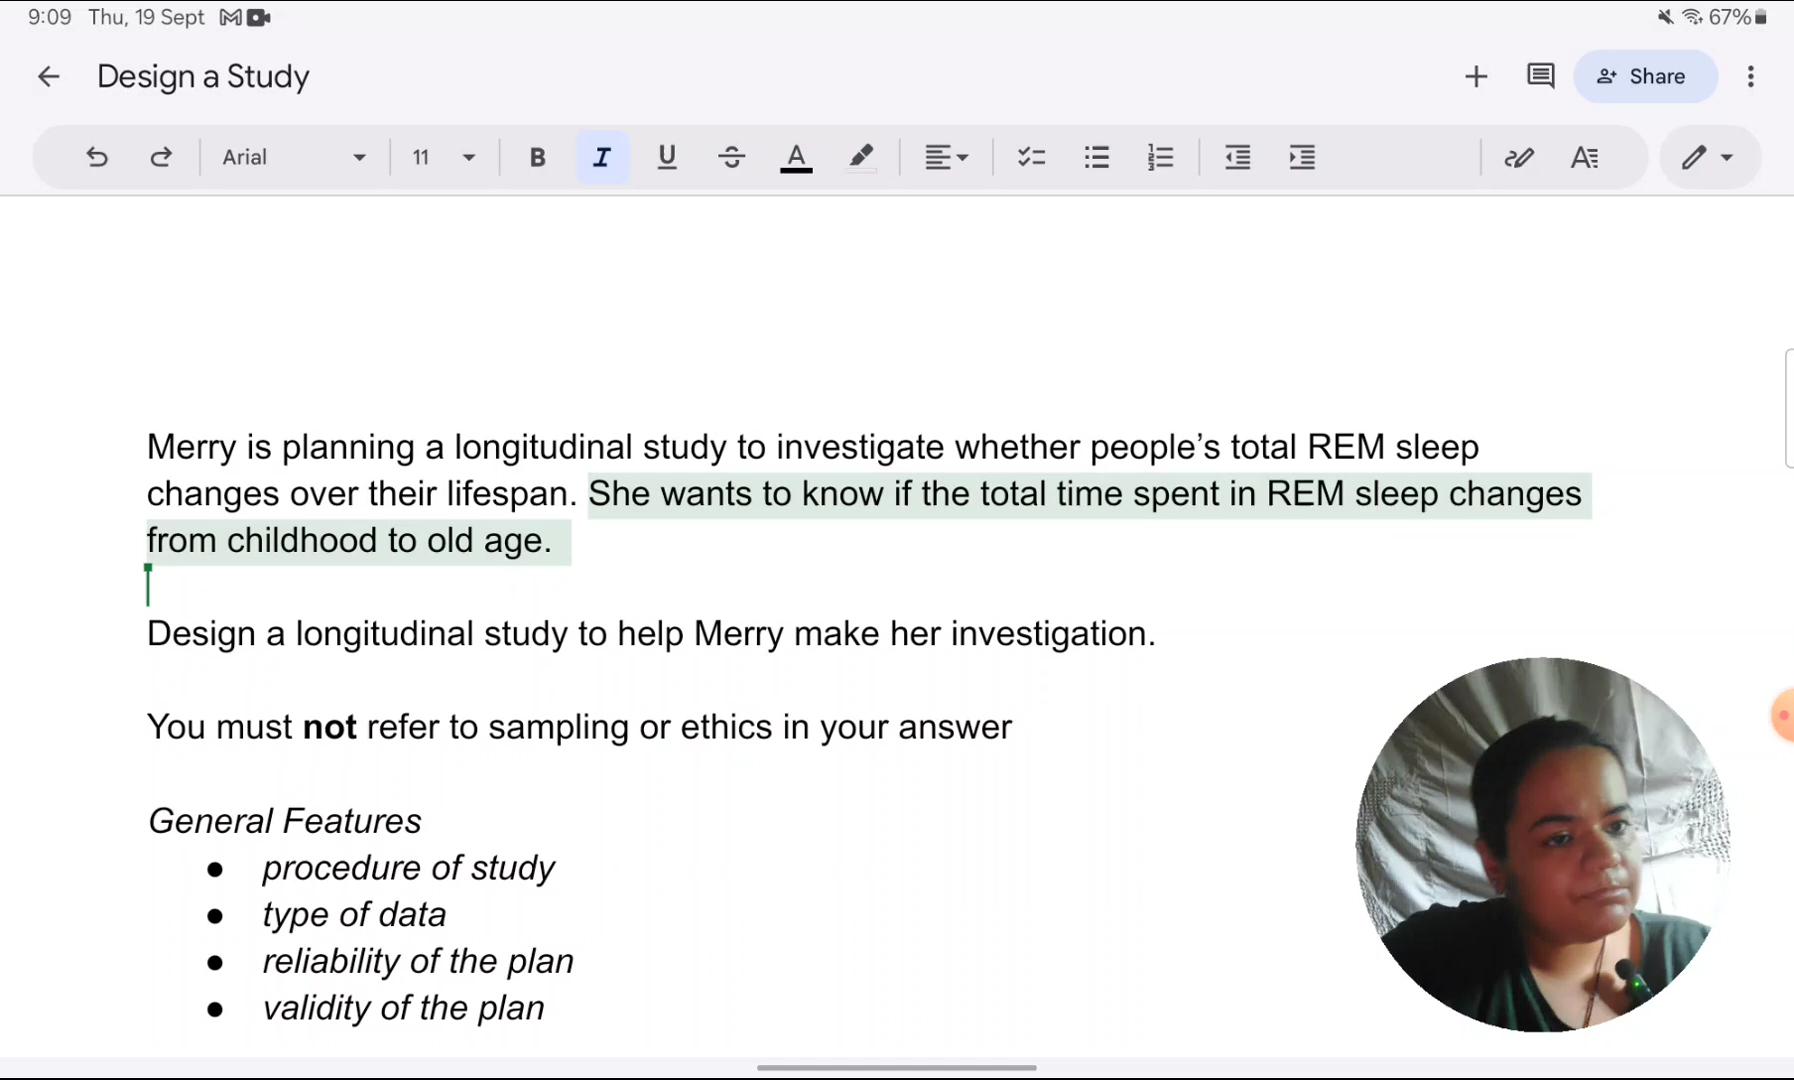 9:09 Thu, 19 Sept
67%
Design a Study
Share
Arial
11
B I U A
Merry is planning a longitudinal study to investigate whether people’s total REM sleep
changes over their lifespan. She wants to know if the total time spent in REM sleep changes
from childhood to old age.
Design a longitudinal study to help Merry make her investigation.
You must not refer to sampling or ethics in your answer
General Features
● procedure of study
● type of data
● reliability of the plan
● validity of the plan